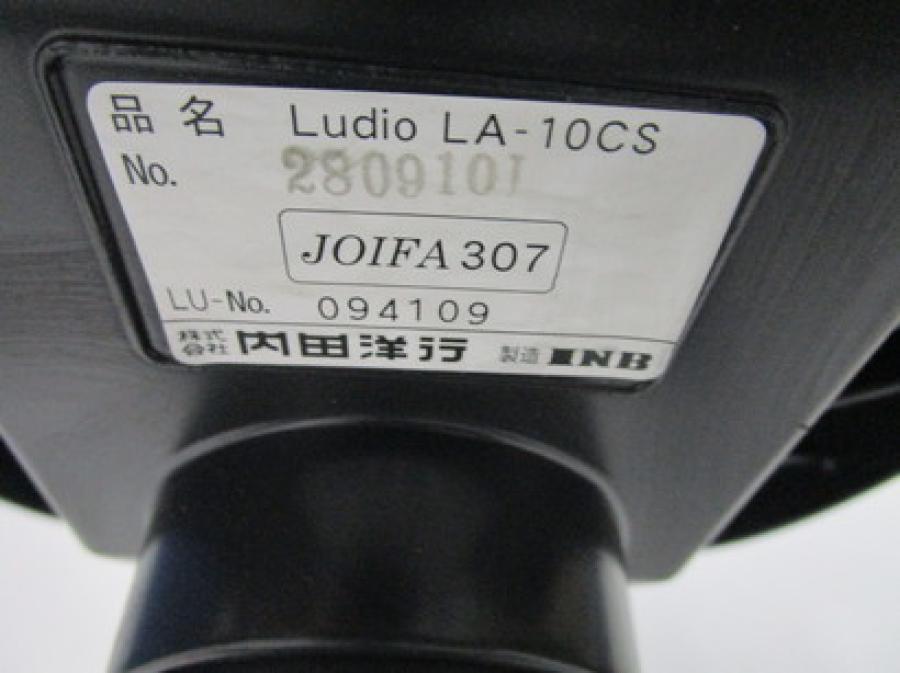 品名 Ludio LA-10CS
No. 2809101
JOIFA 307
LU-No. 094109
株式会社 内田洋行 製造 INB